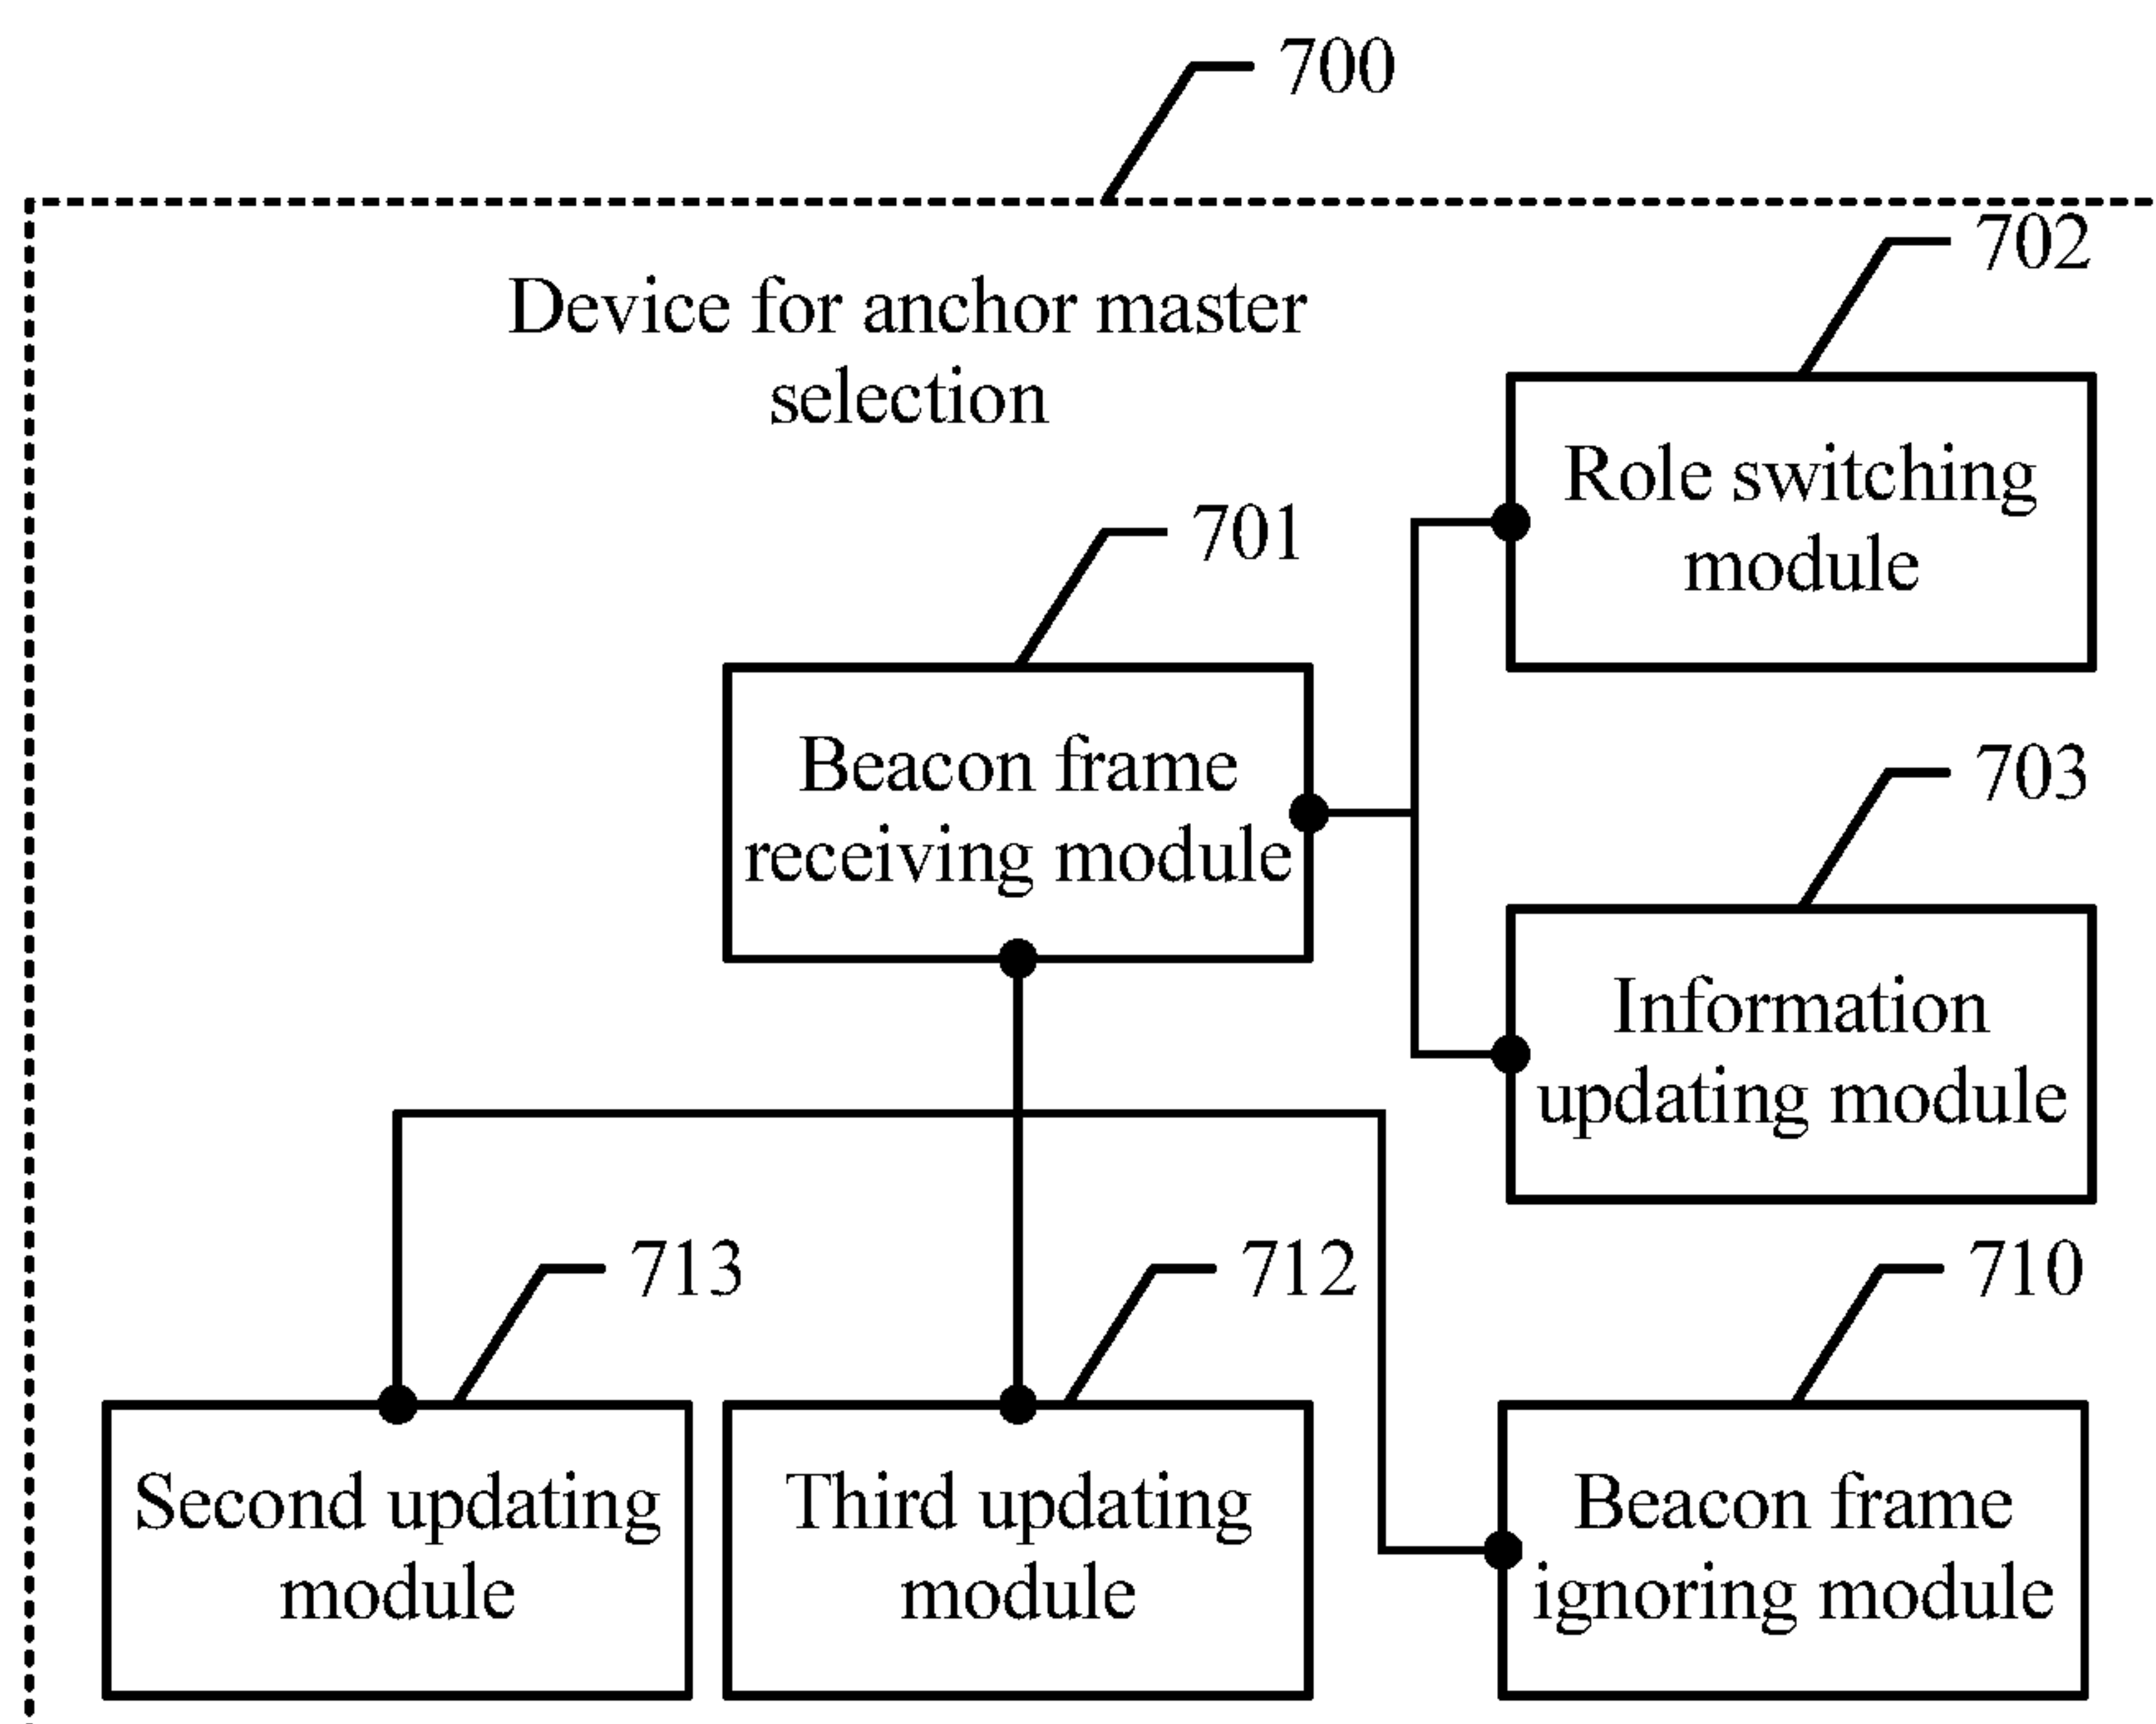 700
Device for anchor master
selection
702
Role switching
module
701
Beacon frame
receiving module
703
Information
updating module
713
Second updating
module
712
Third updating
module
710
Beacon frame
ignoring module